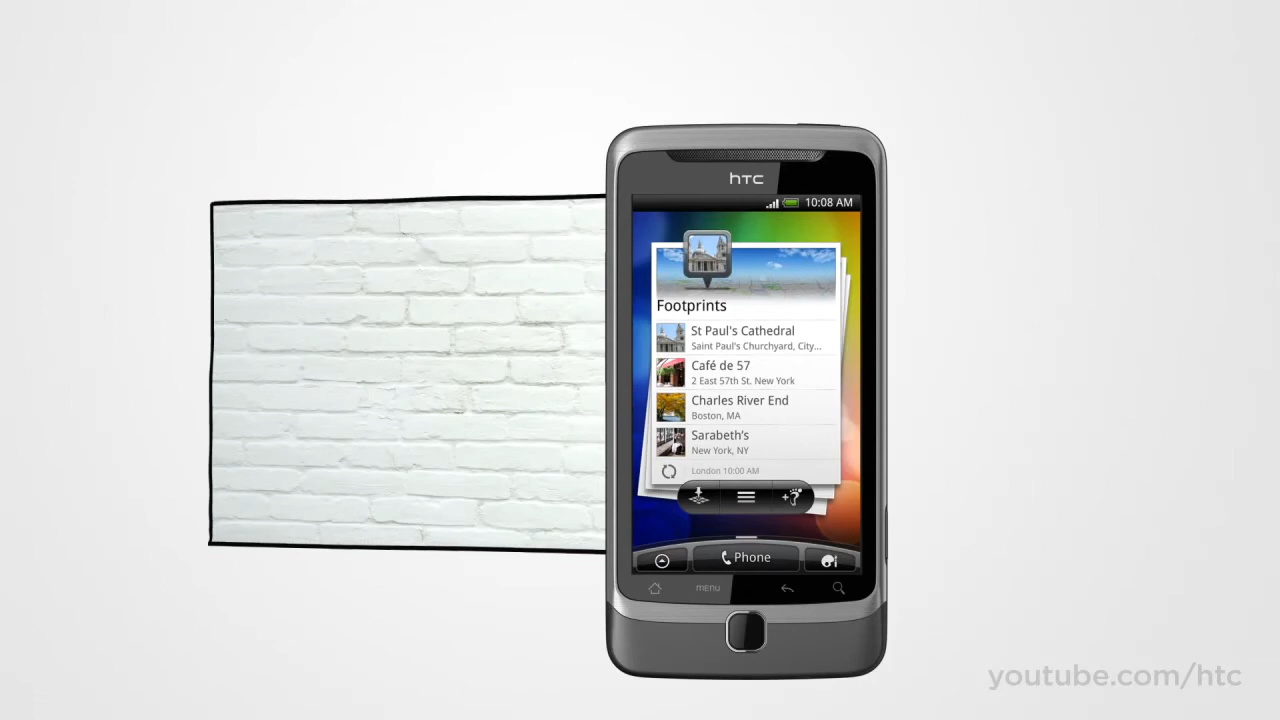 htc
10:08 AM
Footprints
St Paul's Cathedral
Saint Paul's Churchyard, City...
Café de 57
2 East 57th St. New York
Charles River End
Boston, MA
Sarabeth's
New York, NY
London 10:00 AM
Phone
menu
youtube.com/htc